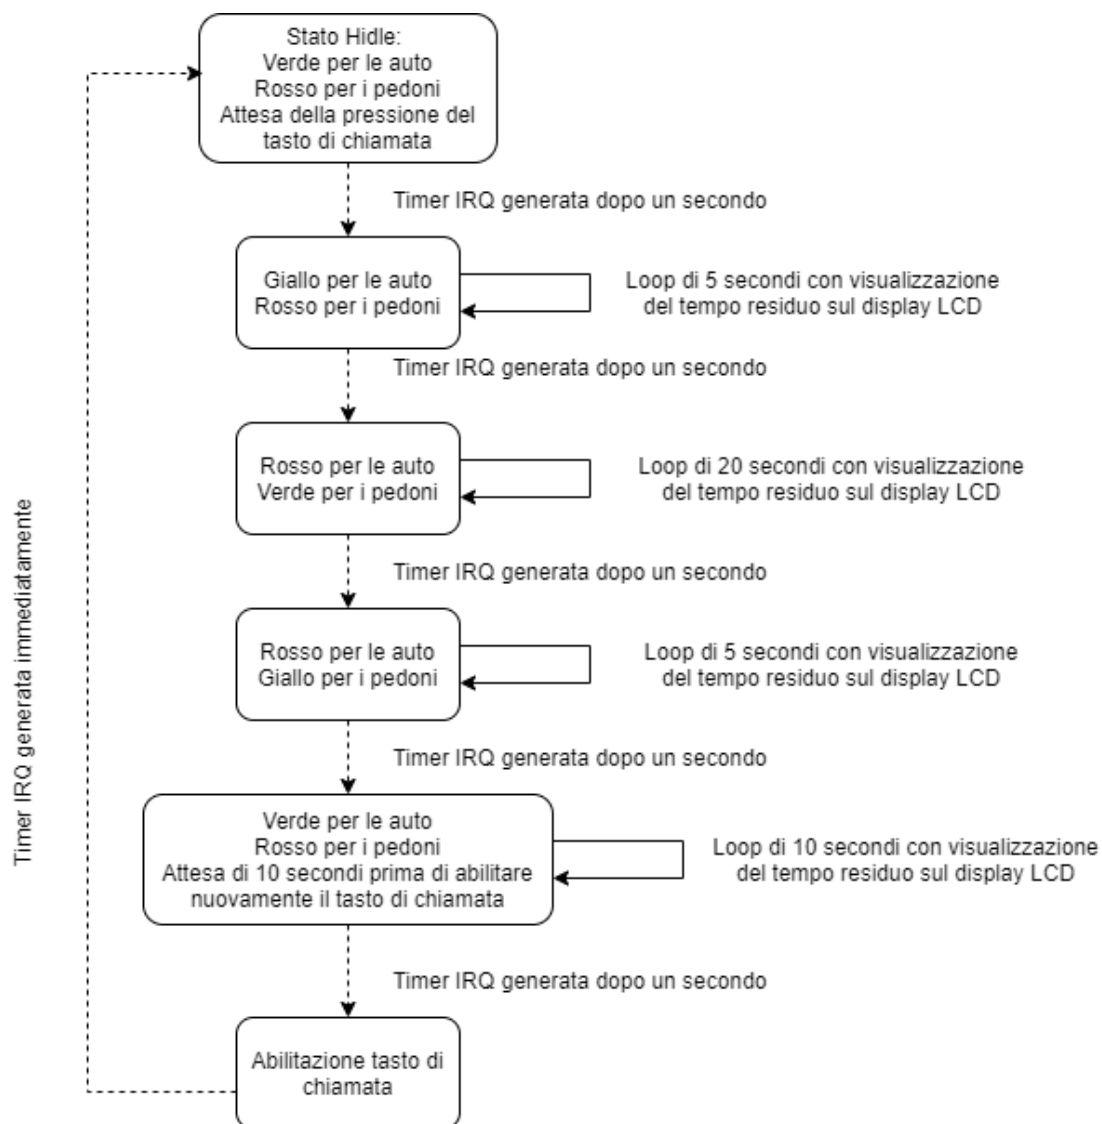 Stato Hidle:
Verde per le auto
Rosso per i pedoni
Attesa della pressione del
tasto di chiamata
Timer IRQ generata dopo un secondo
Giallo per le auto
Rosso per i pedoni
Loop di 5 secondi con visualizzazione
del tempo residuo sul display LCD
Timer IRQ generata dopo un secondo
Rosso per le auto
Verde per i pedoni
Loop di 20 secondi con visualizzazione
del tempo residuo sul display LCD
Timer IRQ generata dopo un secondo
Rosso per le auto
Giallo per i pedoni
Loop di 5 secondi con visualizzazione
del tempo residuo sul display LCD
Timer IRQ generata dopo un secondo
Verde per le auto
Rosso per i pedoni
Attesa di 10 secondi prima di abilitare
nuovamente il tasto di chiamata
Loop di 10 secondi con visualizzazione
del tempo residuo sul display LCD
Timer IRQ generata dopo un secondo
Abilitazione tasto di
chiamata
Timer IRQ generata immediatamente